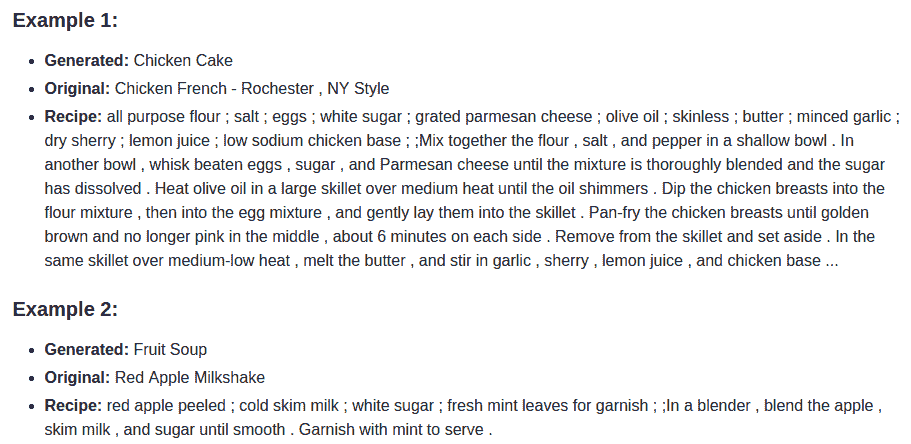 Example 1:
Generated: Chicken Cake
Original: Chicken French - Rochester , NY Style
Recipe: all purpose flour ; salt ; eggs ; white sugar ; grated parmesan cheese ; olive oil ; skinless ; butter ; minced garlic ;
dry sherry ; lemon juice ; low sodium chicken base ; ;Mix together the flour , salt , and pepper in a shallow bowl . In
another bowl , whisk beaten eggs , sugar , and Parmesan cheese until the mixture is thoroughly blended and the sugar
has dissolved . Heat olive oil in a large skillet over medium heat until the oil shimmers . Dip the chicken breasts into the
flour mixture , then into the egg mixture , and gently lay them into the skillet . Pan-fry the chicken breasts until golden
brown and no longer pink in the middle , about 6 minutes on each side . Remove from the skillet and set aside . In the
same skillet over medium-low heat , melt the butter , and stir in garlic , sherry , lemon juice , and chicken base ...
Example 2:
Generated: Fruit Soup
Original: Red Apple Milkshake
Recipe: red apple peeled ; cold skim milk ; white sugar ; fresh mint leaves for garnish ; ;In a blender , blend the apple ,
skim milk , and sugar until smooth . Garnish with mint to serve .